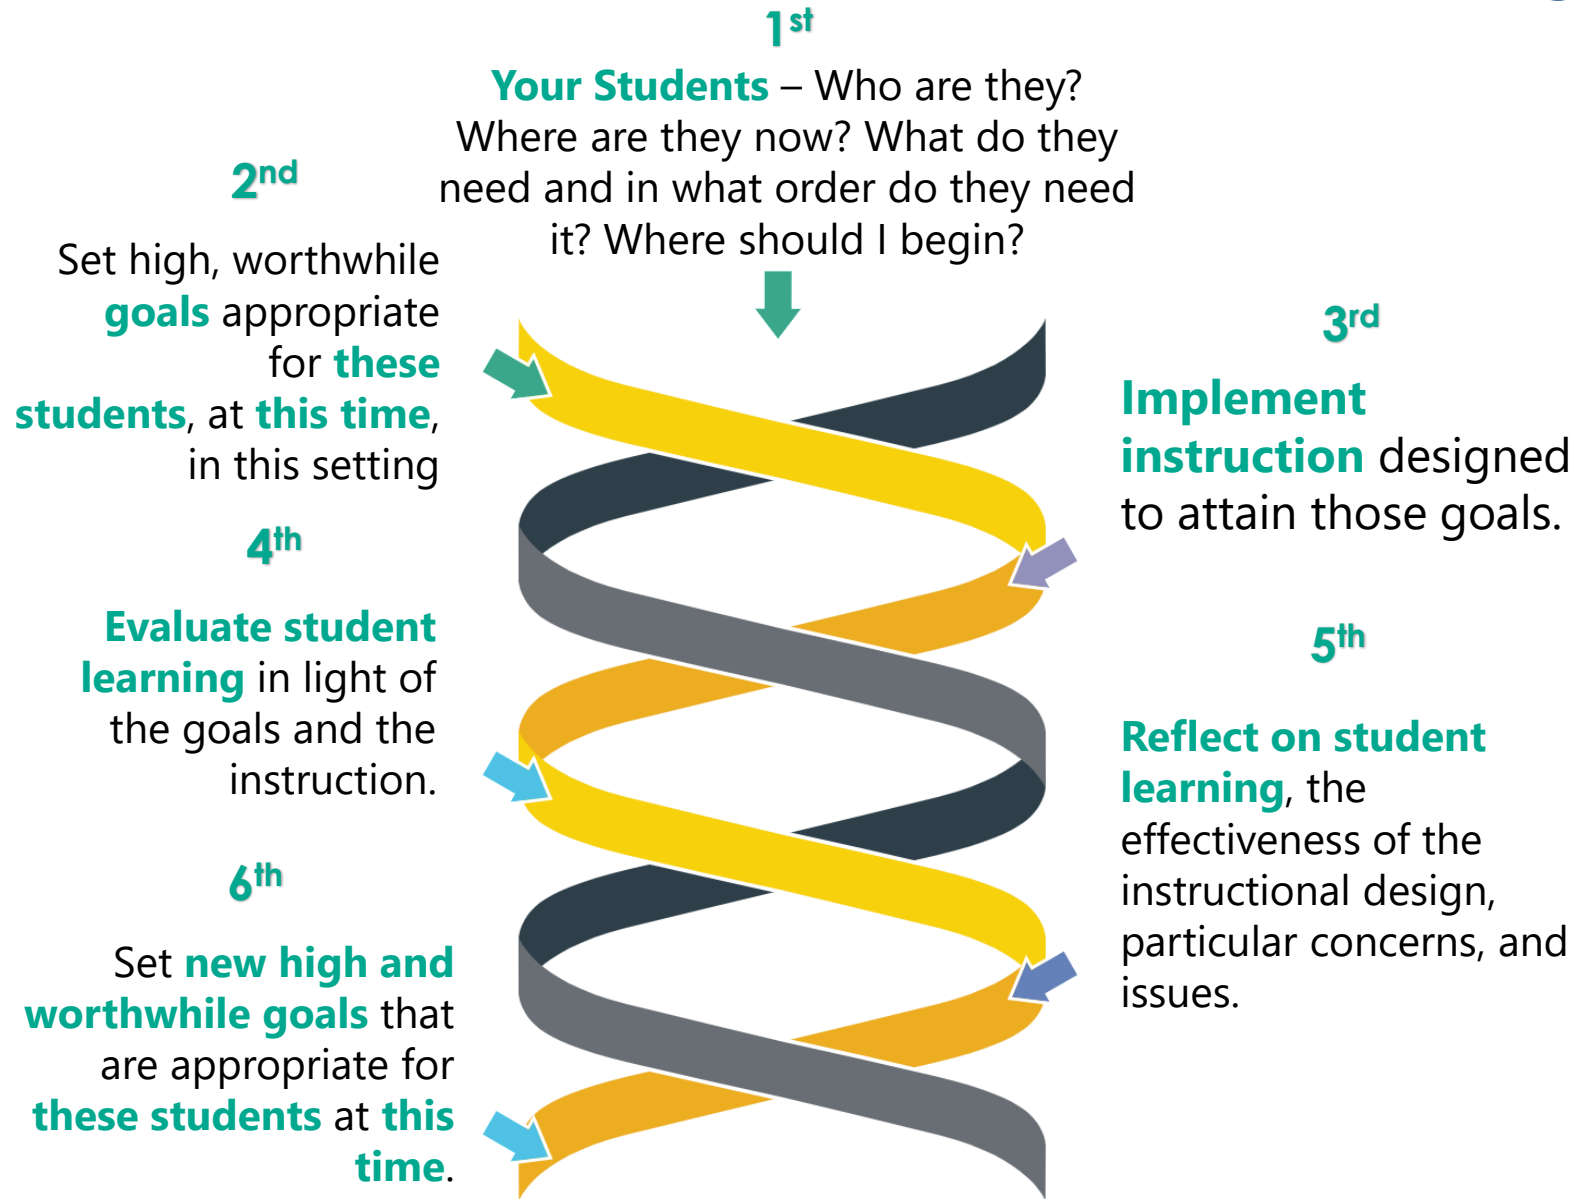 1st
Your Students – Who are they?
Where are they now? What do they
need and in what order do they need
it? Where should I begin?
2nd
Set high, worthwhile
goals appropriate
for these
students, at this time,
in this setting
3rd
Implement
instruction designed
to attain those goals.
4th
Evaluate student
learning in light of
the goals and the
instruction.
5th
Reflect on student
learning, the
effectiveness of the
instructional design,
particular concerns, and
issues.
6th
Set new high and
worthwhile goals that
are appropriate for
these students at this
time.